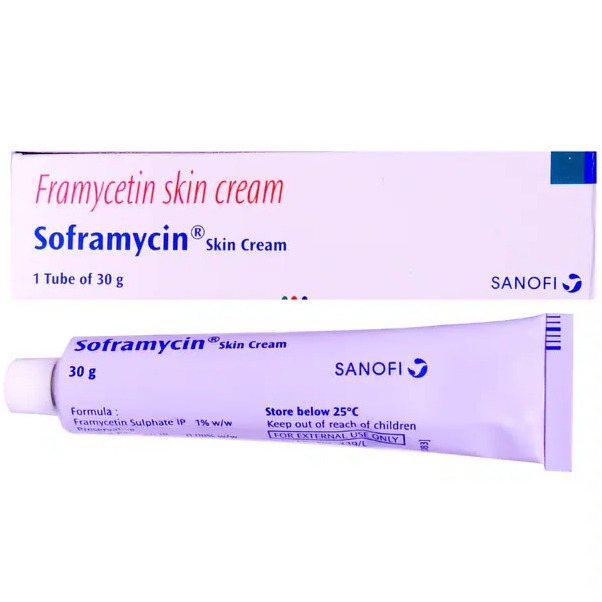 Framycetin skin cream
Soframycin® Skin Cream
1 Tube of 30 g
SANOFI
Soframycin® Skin Cream
30 g
SANOFI
Formula :
Framycetin Sulphate IP 1% w/w
Store below 25°C
Keep out of reach of children
FOR EXTERNAL USE ONLY